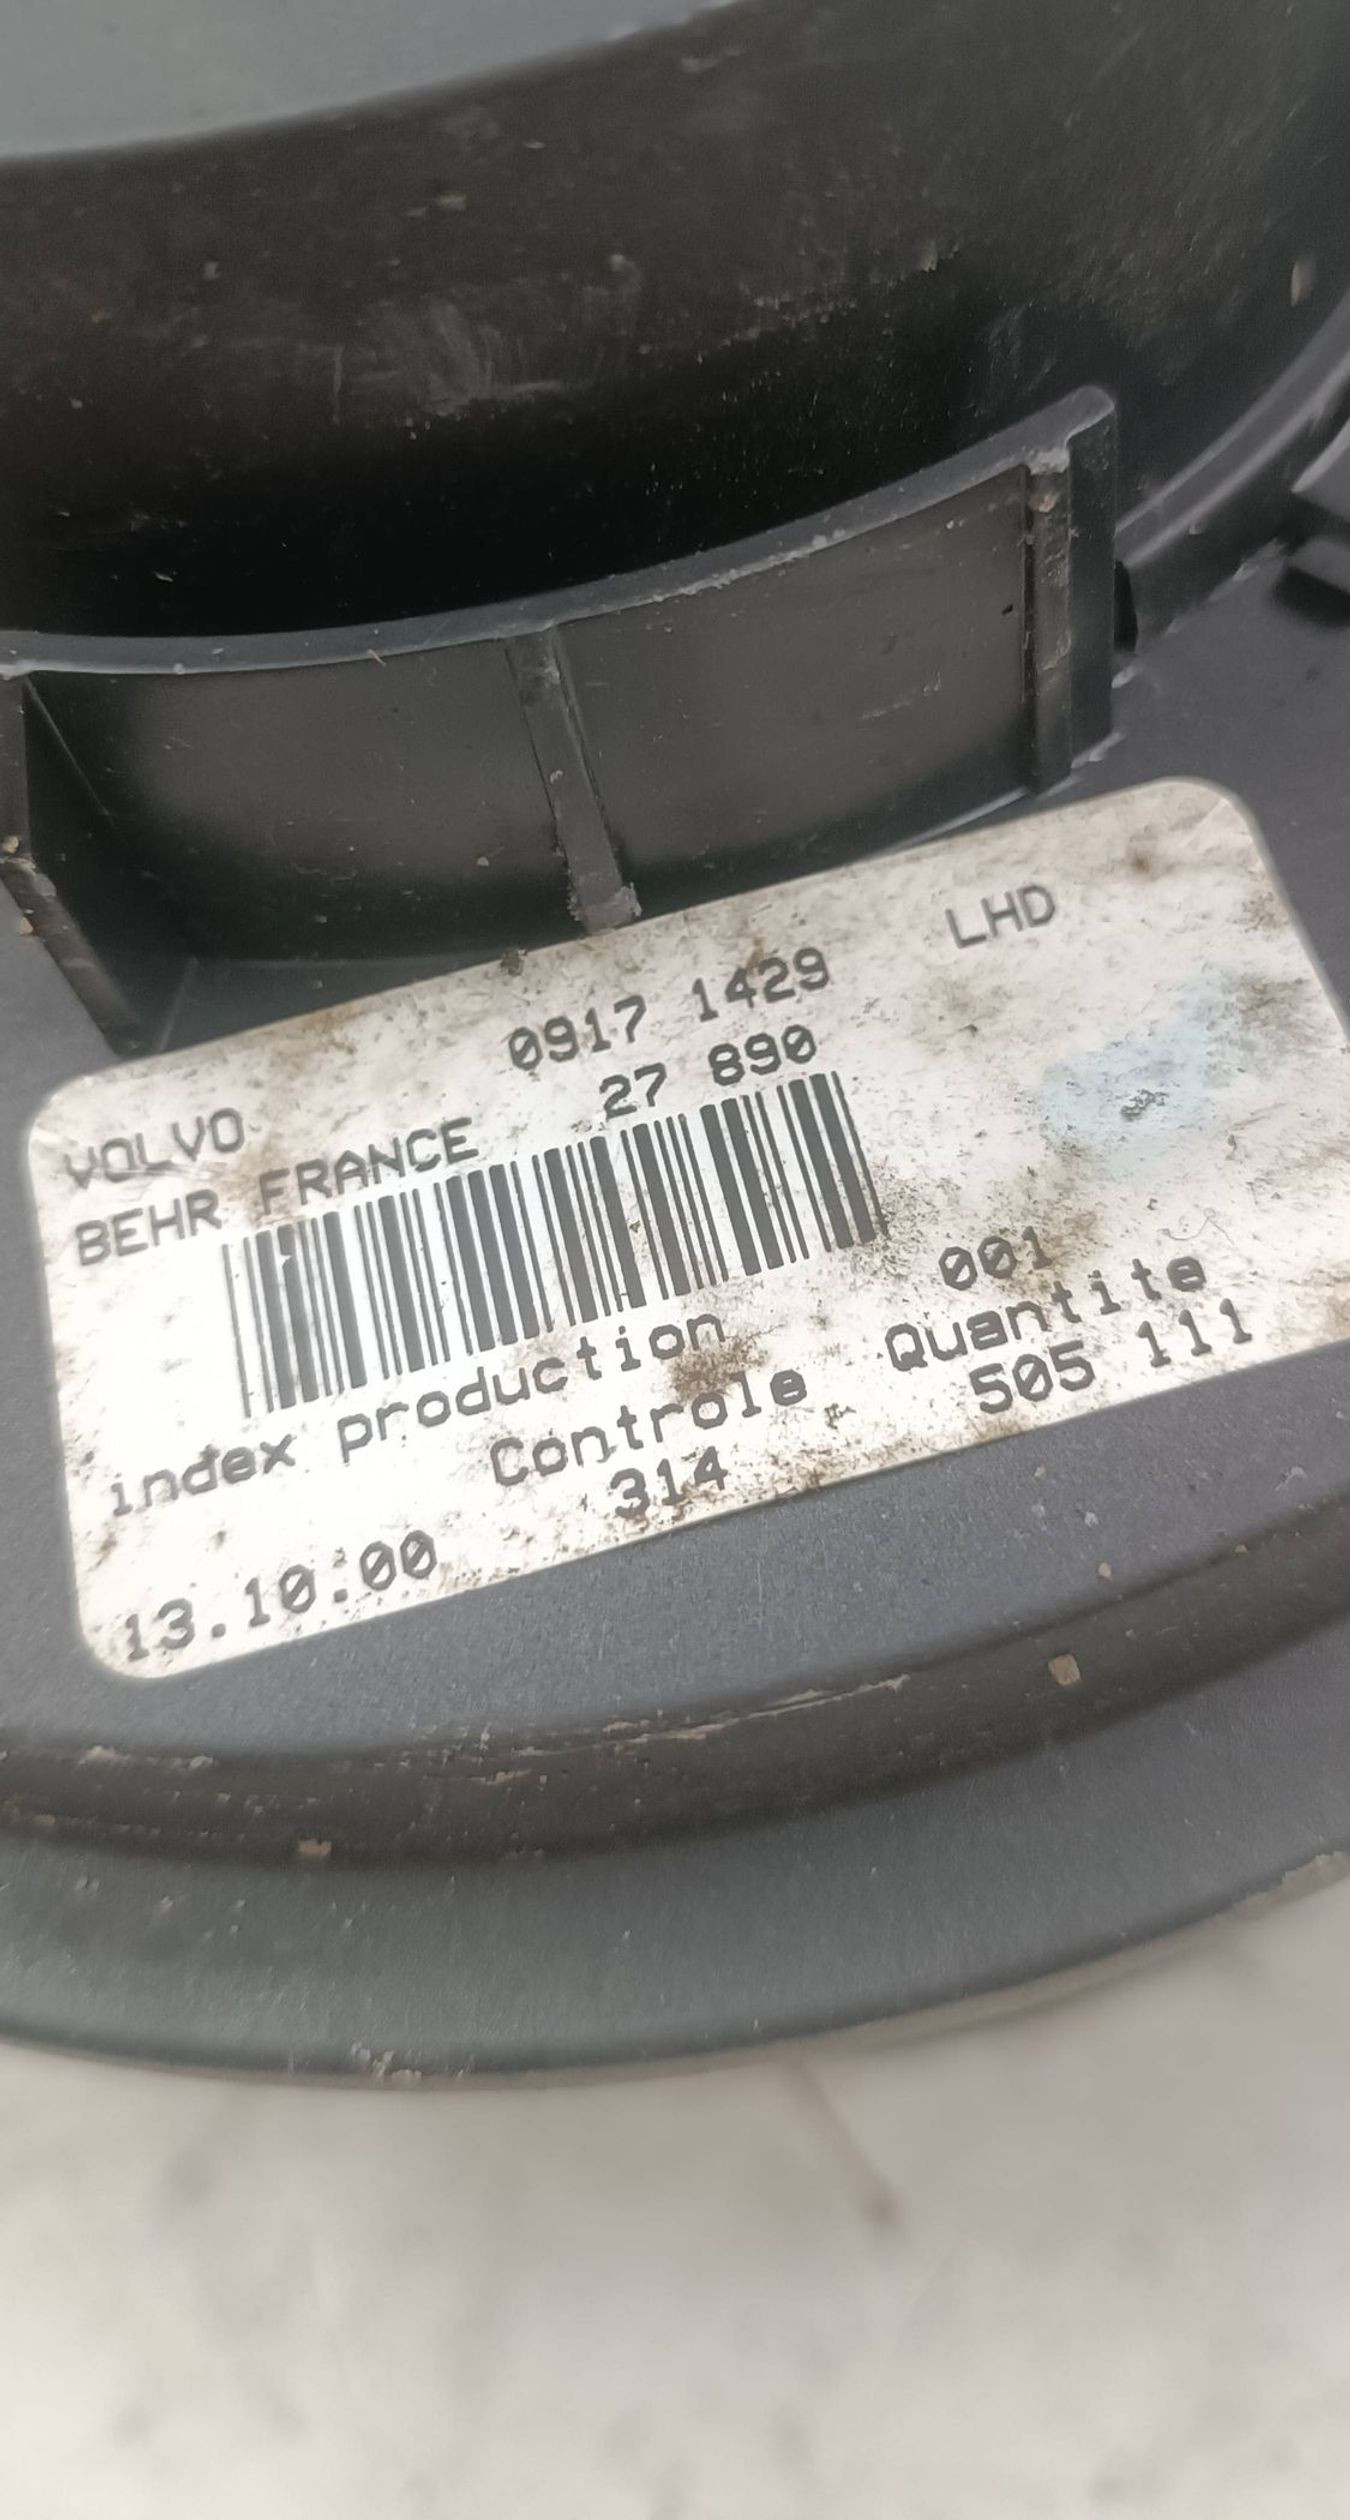 VOLVO 0917 1429 LHD
BEHR FRANCE 27 890
001
index production Quantite
Controle 505 111
13.10.00 314